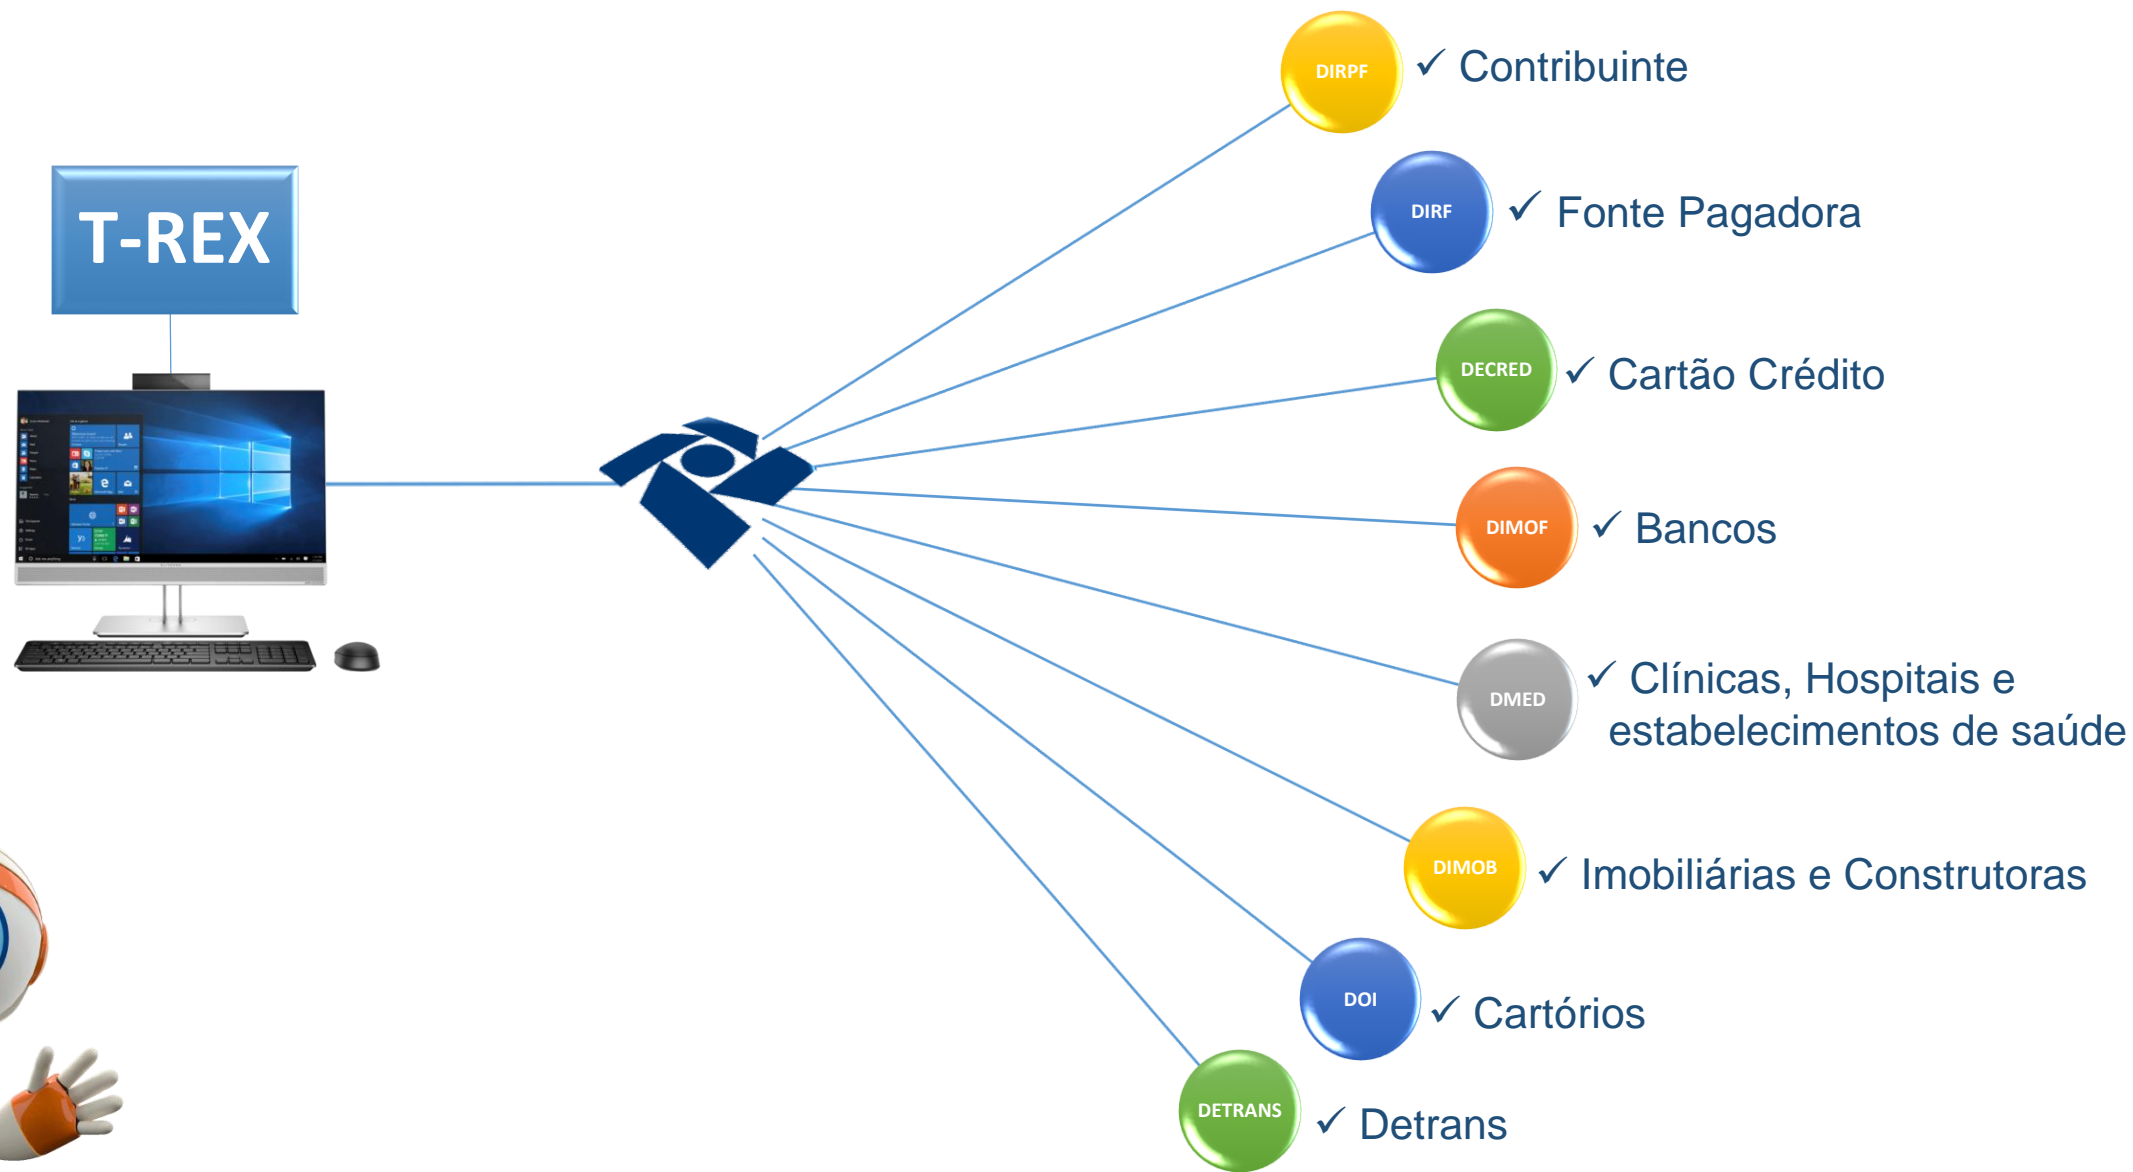 DIRPF
✓ Contribuinte
T-REX
DIRF
✓ Fonte Pagadora
DECRED
✓ Cartão Crédito
DIMOF
✓ Bancos
DMED
✓ Clínicas, Hospitais e
estabelecimentos de saúde
DIMOB
✓ Imobiliárias e Construtoras
DOI
✓ Cartórios
DETRANS
✓ Detrans